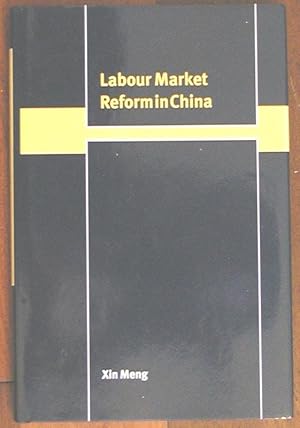 Labour Market
Reform in China
Xin Meng